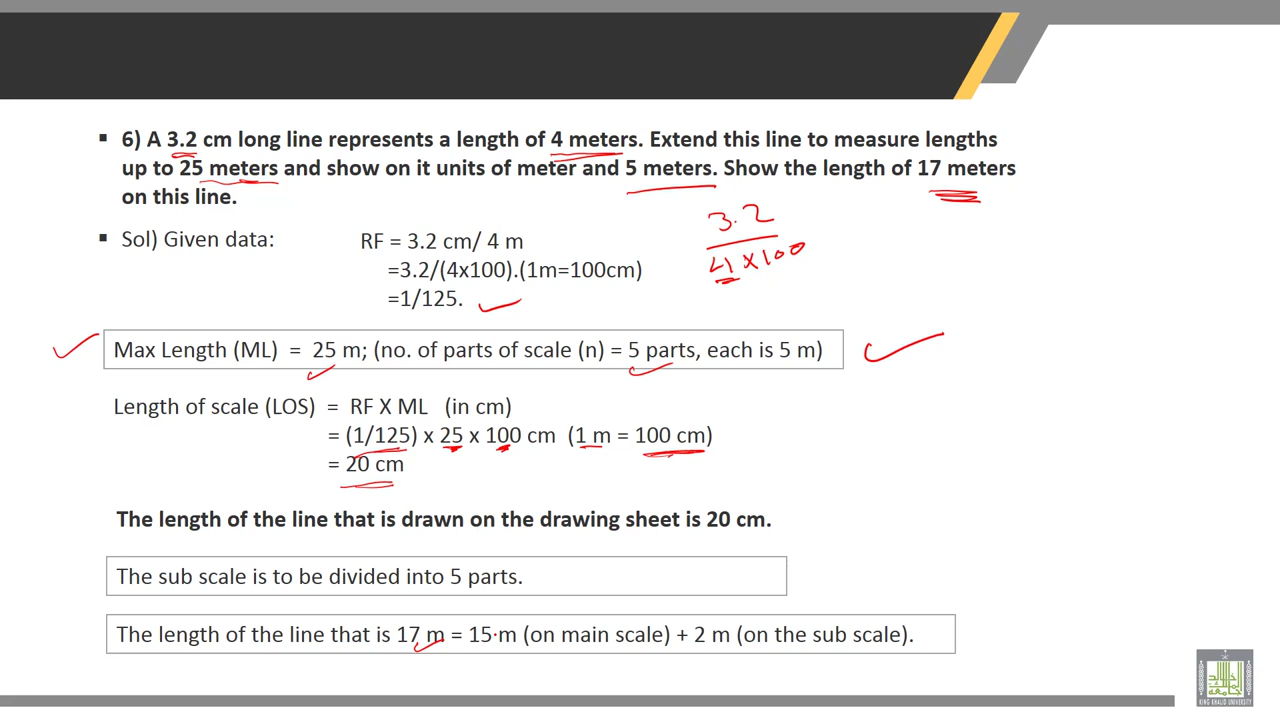 ▪ 6) A 3.2 cm long line represents a length of 4 meters. Extend this line to measure lengths
up to 25 meters and show on it units of meter and 5 meters. Show the length of 17 meters
on this line.
▪ Sol) Given data: RF = 3.2 cm/ 4 m
=3.2/(4x100).(1m=100cm)
=1/125.
3.2
4×100
Max Length (ML) = 25 m; (no. of parts of scale (n) = 5 parts, each is 5 m)
Length of scale (LOS) = RF X ML (in cm)
= (1/125) x 25 x 100 cm (1 m = 100 cm)
= 20 cm
The length of the line that is drawn on the drawing sheet is 20 cm.
The sub scale is to be divided into 5 parts.
The length of the line that is 17 m = 15 m (on main scale) + 2 m (on the sub scale).
KING KHALID UNIVERSITY